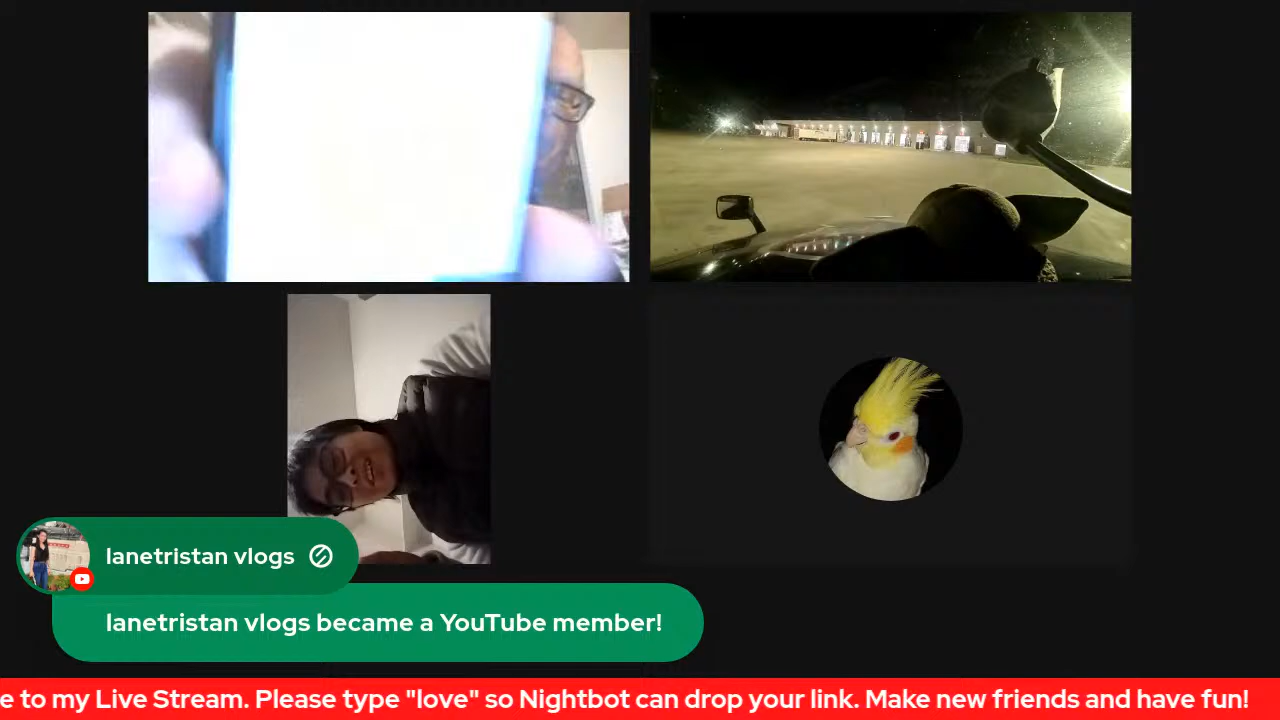 lanetristan vlogs
lanetristan vlogs became a YouTube member!
e to my Live Stream. Please type "love" so Nightbot can drop your link. Make new friends and have fun!